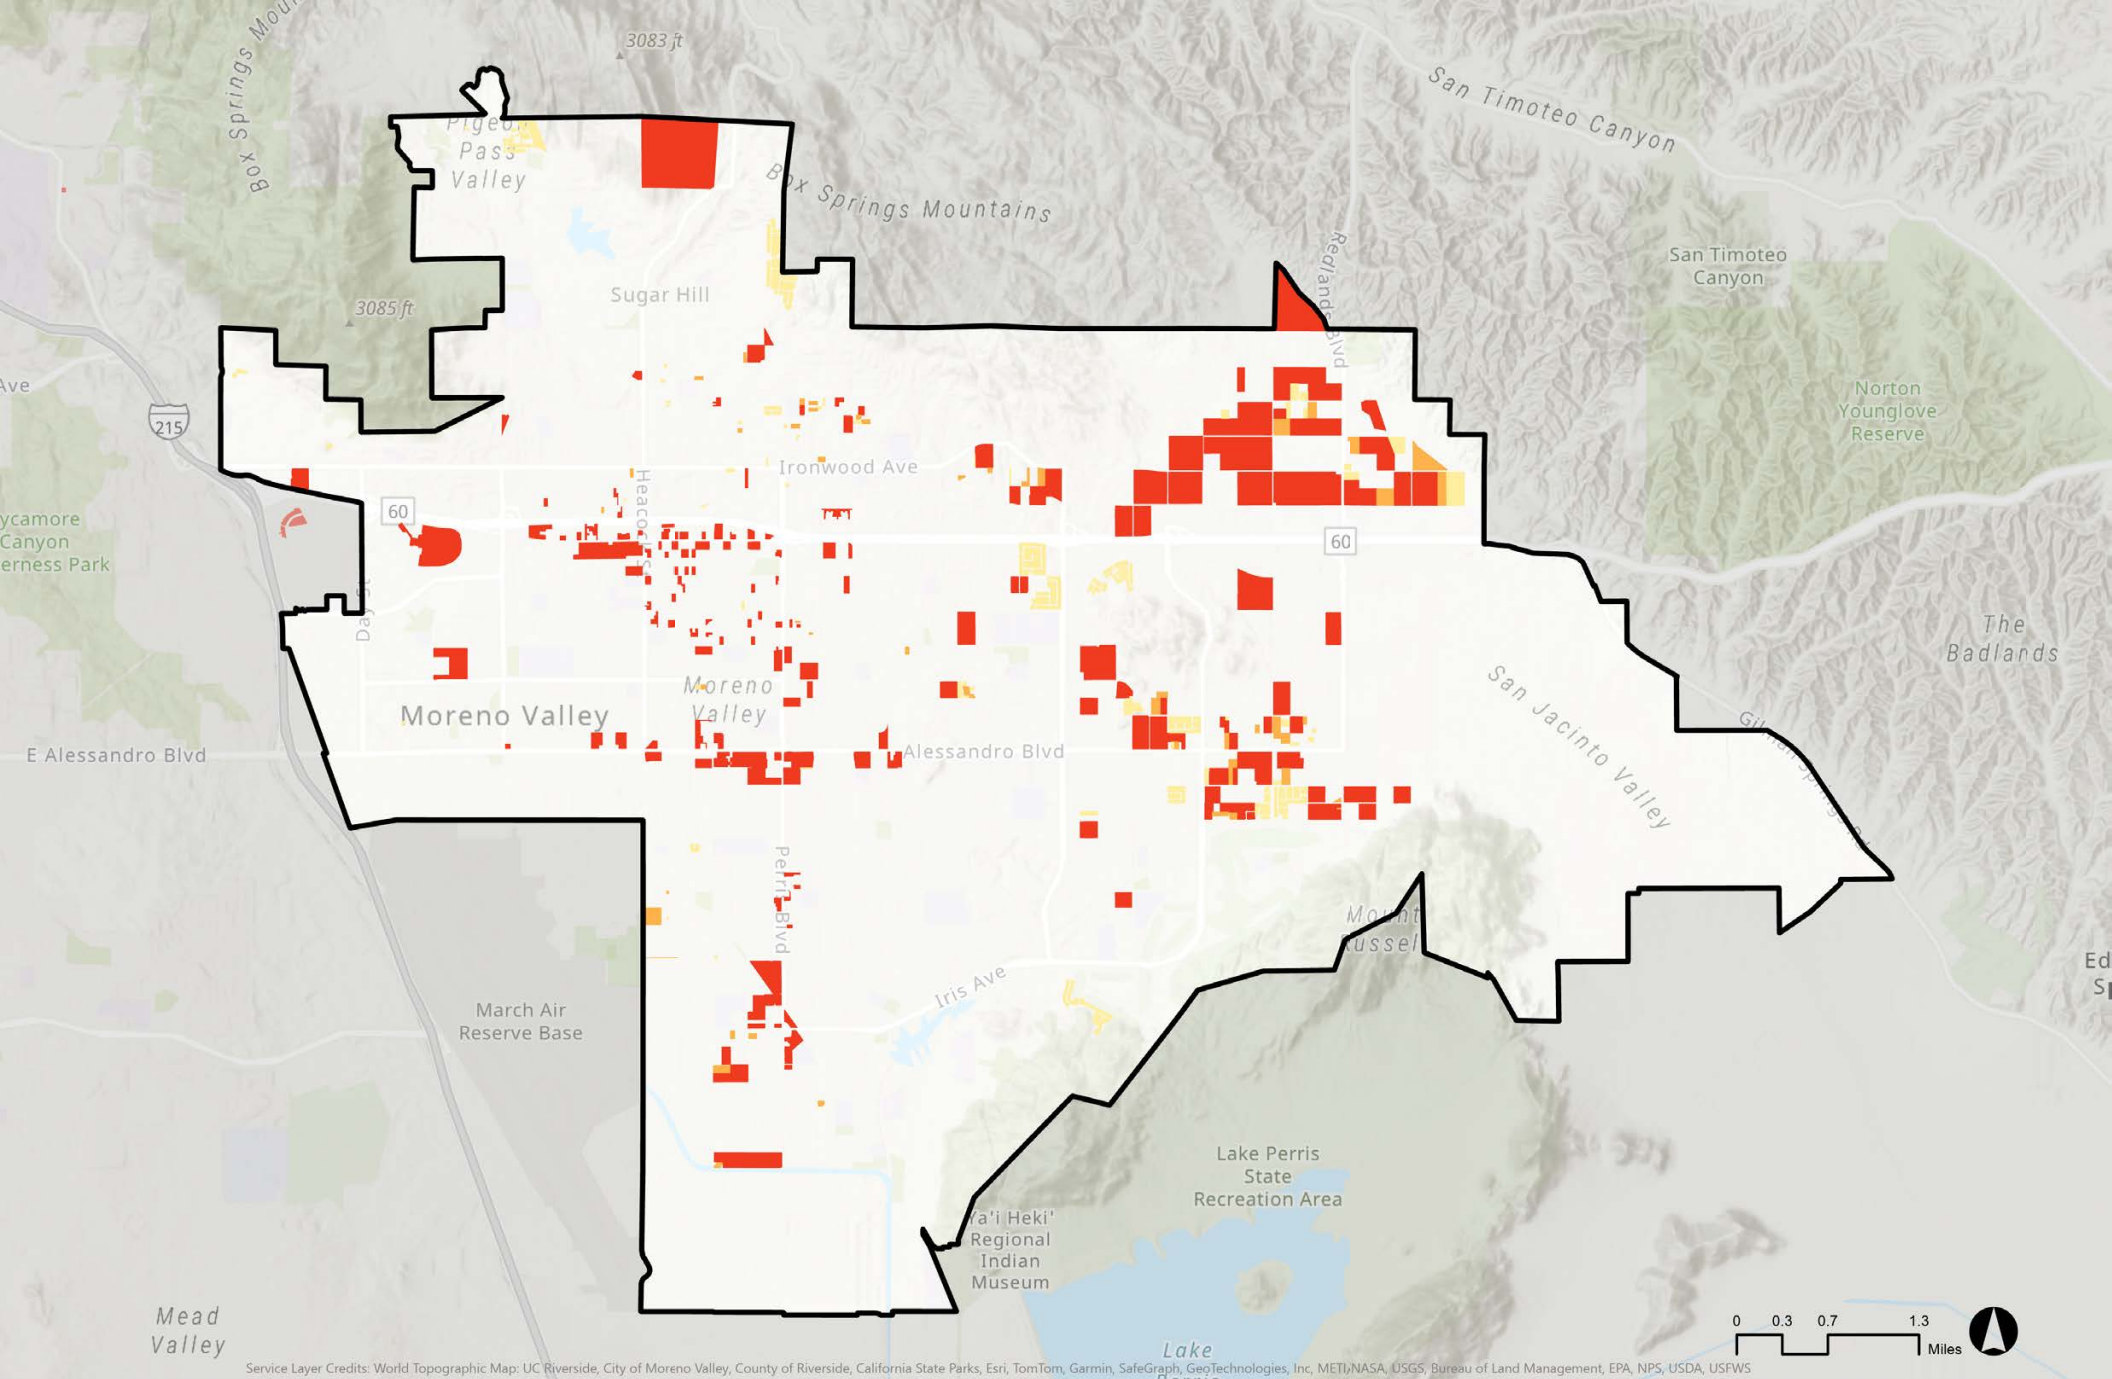 3083 ft
Box Springs Mou
San Timoteo Canyon
Pass
Valley
Box Springs Mountains
Redlands Blvd
San Timoteo
Canyon
Sugar Hill
3085 ft
Ave
215
Norton
Younglove
Reserve
Ironwood Ave
60
ycamore
Canyon
erness Park
60
Day St
The
Badlands
Moreno
Valley
Moreno Valley
San Jacinto Valley
E Alessandro Blvd
Alessandro Blvd
Perris Blvd
Mount
Russel
Ed
Iris Ave
March Air
Reserve Base
Lake Perris
State
Recreation Area
Ya'i Heki'
Regional
Indian
Museum
Mead
Valley
0 0.3 0.7 1.3
Miles
Lake
Service Layer Credits: World Topographic Map: UC Riverside, City of Moreno Valley, County of Riverside, California State Parks, Esri, TomTom, Garmin, SafeGraph, GeoTechnologies, Inc, METI/NASA, USGS, Bureau of Land Management, EPA, NPS, USDA, USFWS